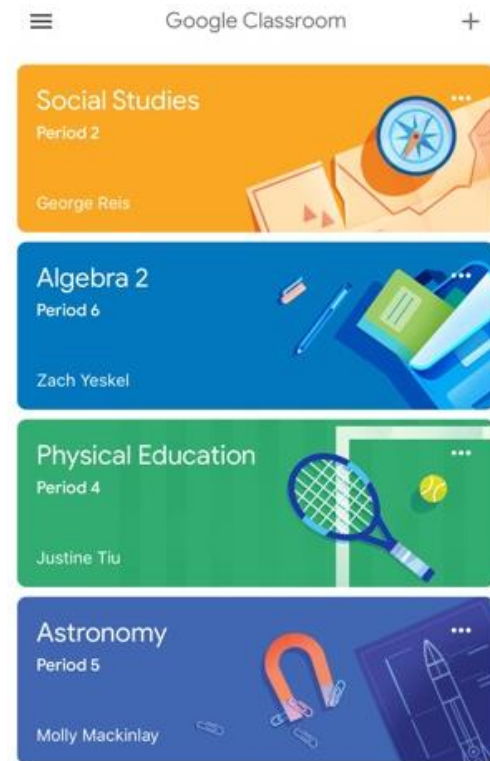 Google Classroom
Social Studies
Period 2
George Reis
Algebra 2
Period 6
Zach Yeskel
Physical Education
Period 4
Justine Tiu
Astronomy
Period 5
Molly Mackinlay